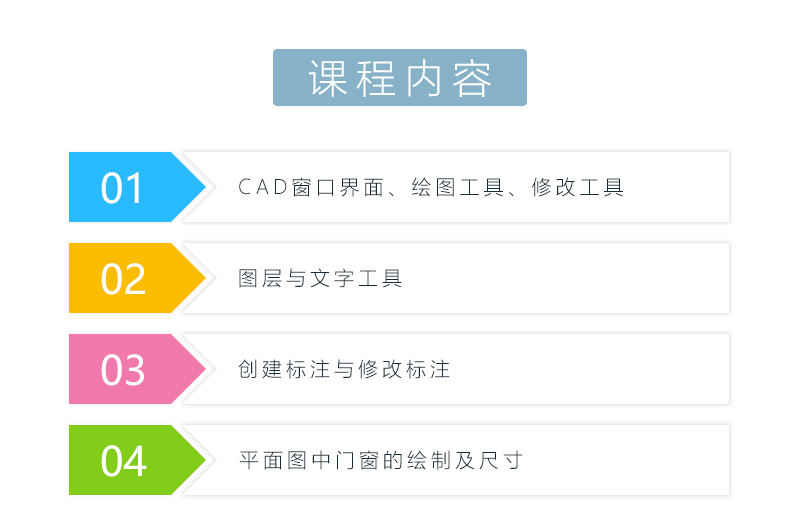 课程内容
01 CAD窗口界面、绘图工具、修改工具
02 图层与文字工具
03 创建标注与修改标注
04 平面图中门窗的绘制及尺寸